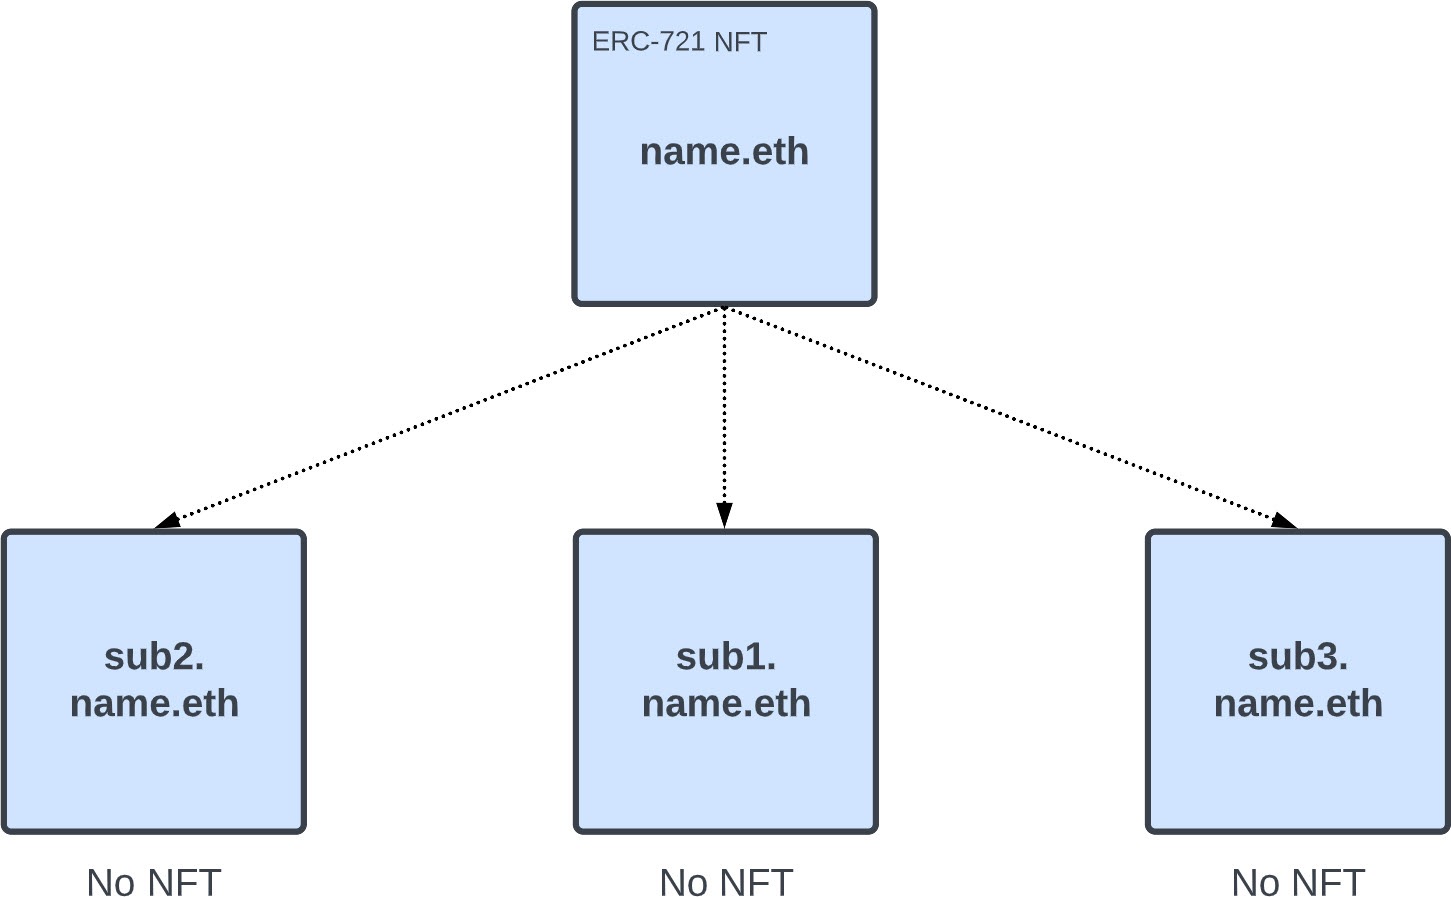 ERC-721 NFT
name.eth
sub2.
name.eth
sub1.
name.eth
sub3.
name.eth
No NFT
No NFT
No NFT